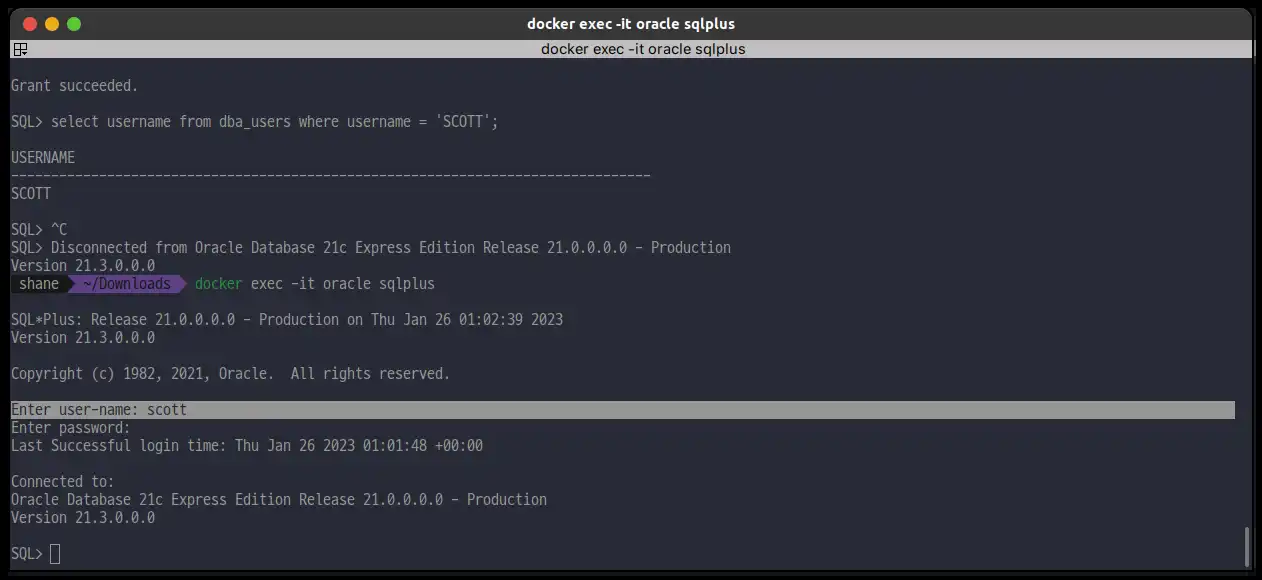 docker exec -it oracle sqlplus
docker exec -it oracle sqlplus
Grant succeeded.
SQL> select username from dba_users where username = 'SCOTT';
USERNAME
--------------------------------------------------------------------------------
SCOTT
SQL> ^C
SQL> Disconnected from Oracle Database 21c Express Edition Release 21.0.0.0.0 - Production
Version 21.3.0.0.0
shane ~/Downloads docker exec -it oracle sqlplus
SQL*Plus: Release 21.0.0.0.0 - Production on Thu Jan 26 01:02:39 2023
Version 21.3.0.0.0
Copyright (c) 1982, 2021, Oracle.  All rights reserved.
Enter user-name: scott
Enter password:
Last Successful login time: Thu Jan 26 2023 01:01:48 +00:00
Connected to:
Oracle Database 21c Express Edition Release 21.0.0.0.0 - Production
Version 21.3.0.0.0
SQL>